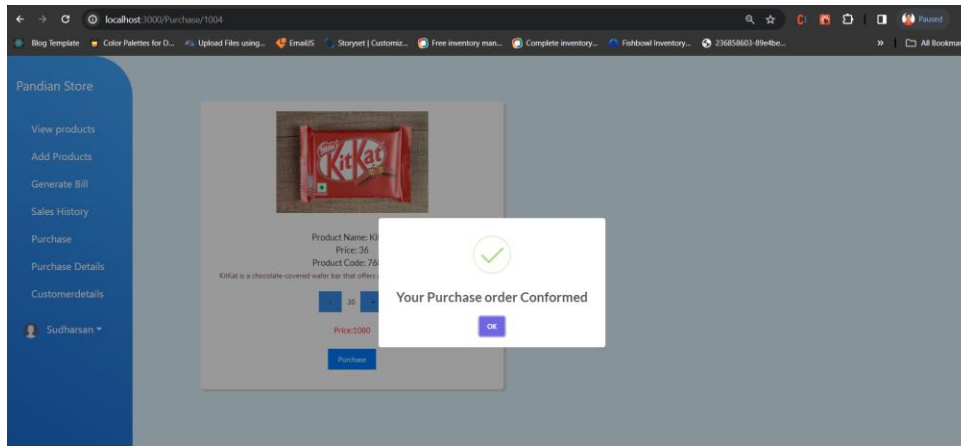 localhost:3000/Purchase/1004
Paused
Blog Template
Color Palettes for D...
Upload Files using...
EmailJS
Storyset | Customiz...
Free inventory man...
Complete inventory...
Fishbowl Inventory...
236858603-89e4be...
»
All Bookmar
Pandian Store
View products
Add Products
Generate Bill
Sales History
Purchase
Purchase Details
Customerdetails
Sudharsan
Nestle
KitKat
Product Name: Ki
Price: 36
Product Code: 76
KitKat is a chocolate-covered wafer bar that offers
- 30 +
Price:1080
Purchase
Your Purchase order Conformed
OK